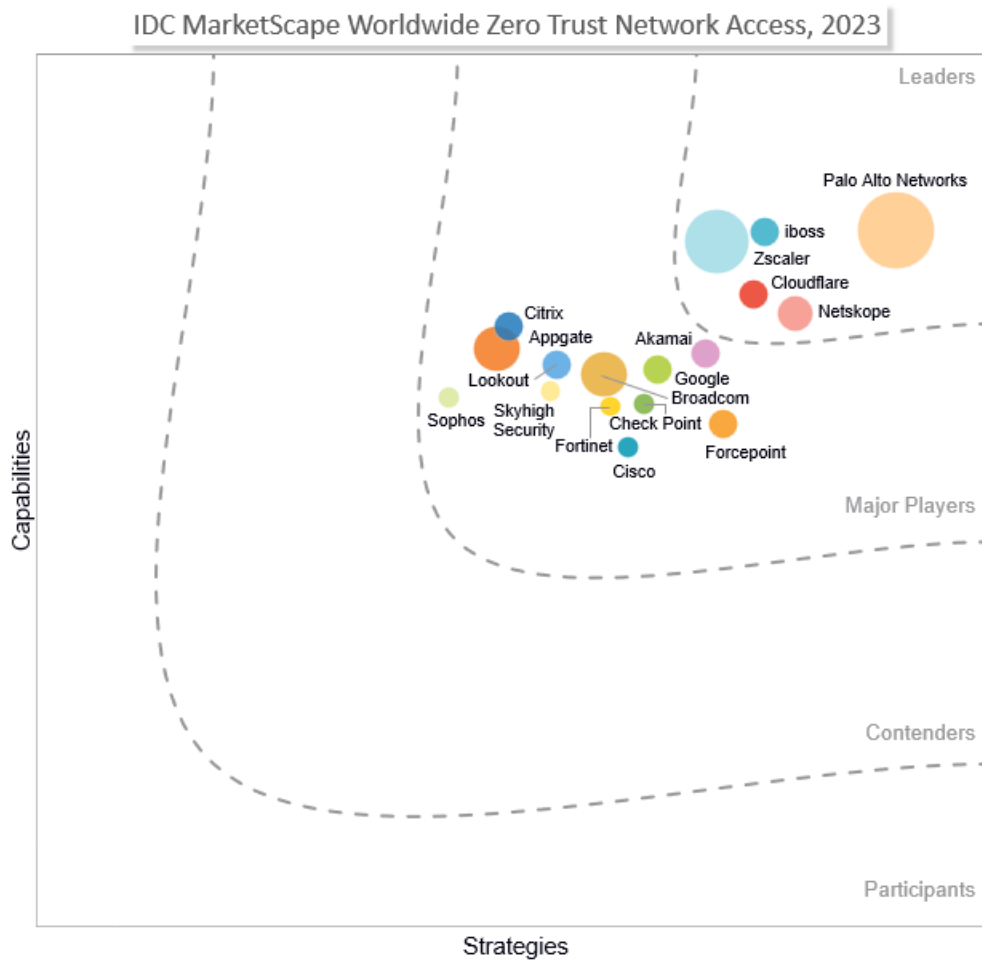 IDC MarketScape Worldwide Zero Trust Network Access, 2023
Leaders
Palo Alto Networks
iboss
Zscaler
Cloudflare
Netskope
Citrix
Appgate
Akamai
Lookout
Google
Broadcom
Sophos
Skyhigh
Security
Check Point
Fortinet
Forcepoint
Cisco
Major Players
Capabilities
Contenders
Participants
Strategies